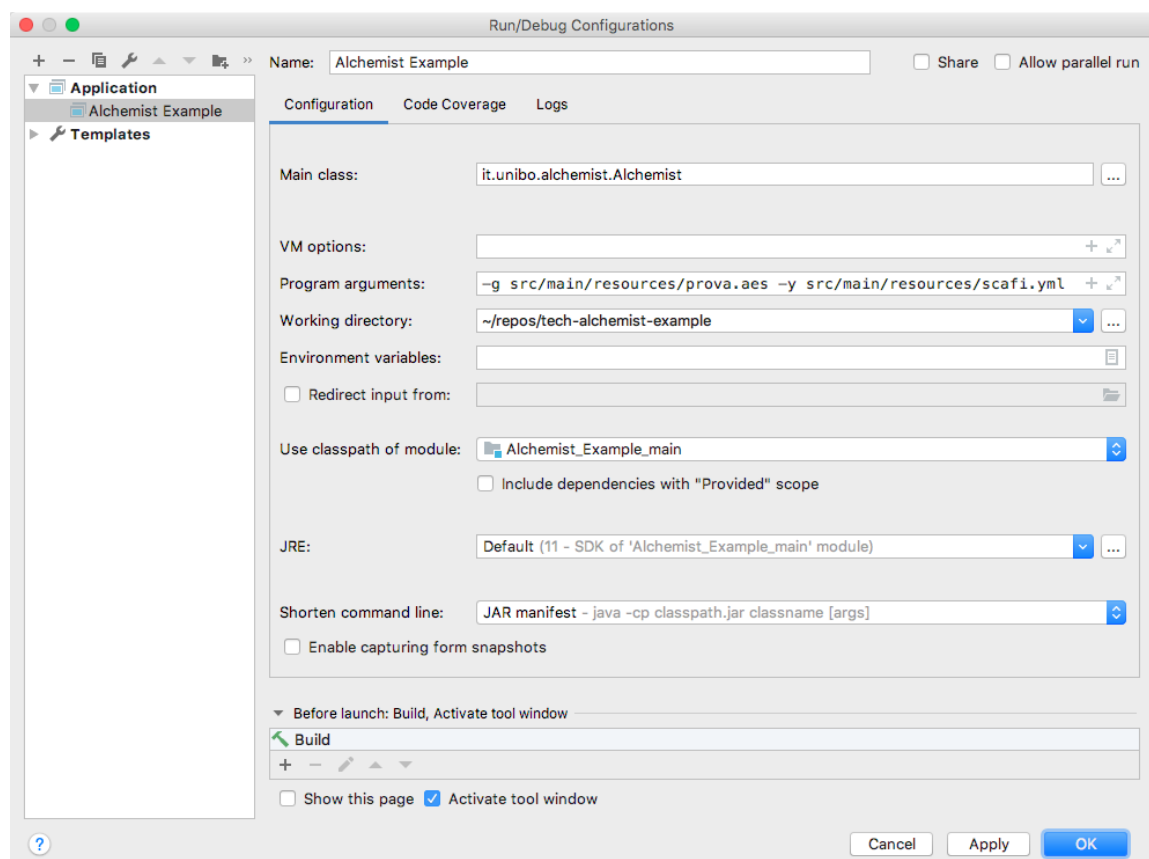 Run/Debug Configurations
Name: Alchemist Example Share Allow parallel run
Application
Alchemist Example
Templates
Configuration Code Coverage Logs
Main class: it.unibo.alchemist.Alchemist ...
VM options:
Program arguments: -g src/main/resources/prova.aes -y src/main/resources/scafi.yml
Working directory: ~/repos/tech-alchemist-example ...
Environment variables:
Redirect input from:
Use classpath of module: Alchemist_Example_main
Include dependencies with "Provided" scope
JRE: Default (11 - SDK of 'Alchemist_Example_main' module) ...
Shorten command line: JAR manifest - java -cp classpath.jar classname [args]
Enable capturing form snapshots
Before launch: Build, Activate tool window
Build
Show this page Activate tool window
? Cancel Apply OK